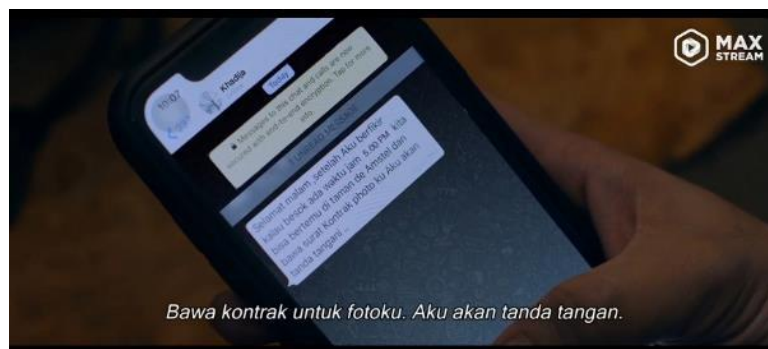 MAX
STREAM
10:07
Khadija
Today
Messages to this chat and calls are now
secured with end-to-end encryption. Tap for more
info.
UNREAD MESSAGE
Selamat malam ,setelah Aku berfikir
kalau besok ada waktu jam 5.00 PM kita
bisa bertemu di taman de Amstel dan
bawa surat Kontrak photo ku Aku akan
tanda tangani ..
Bawa kontrak untuk fotoku. Aku akan tanda tangan.